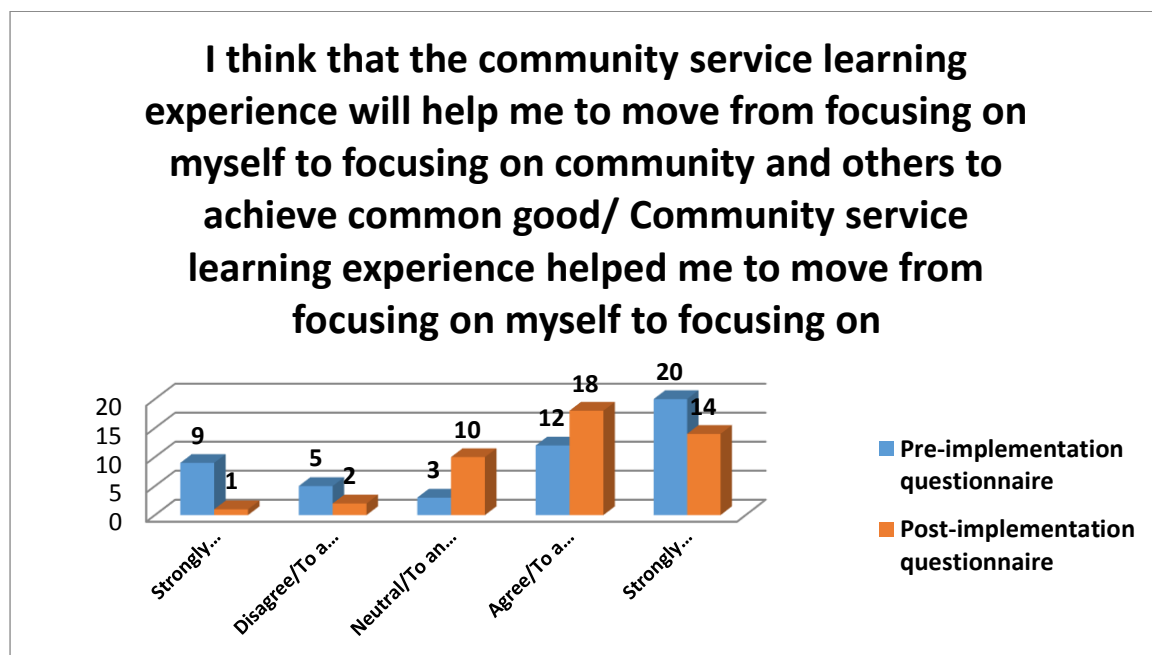 I think that the community service learning
experience will help me to move from focusing on
myself to focusing on community and others to
achieve common good/ Community service
learning experience helped me to move from
focusing on myself to focusing on
20
15
10
5
0
9
1
5
2
3
10
12
18
20
14
Strongly...
Disagree/To a...
Neutral/To an...
Agree/To a...
Strongly...
Pre-implementation
questionnaire
Post-implementation
questionnaire